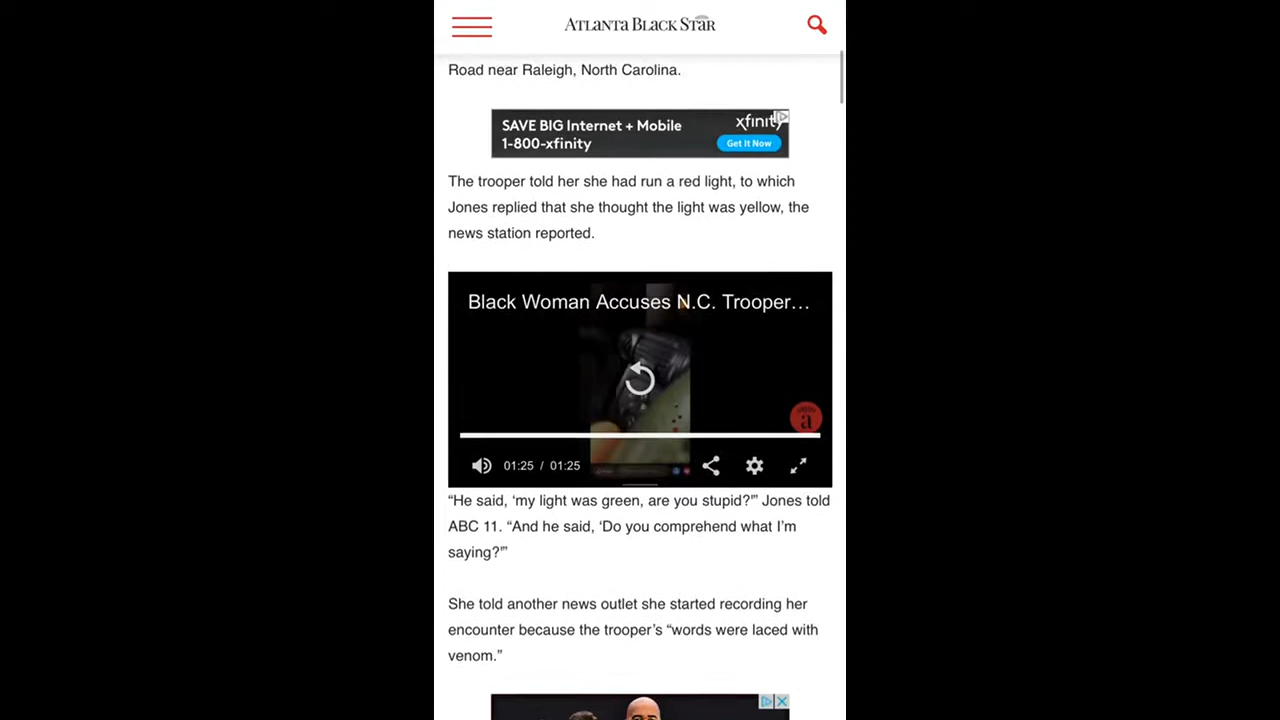 ATLANTA BLACK STAR
Road near Raleigh, North Carolina.
SAVE BIG Internet + Mobile
1-800-xfinity
xfinity
Get It Now
The trooper told her she had run a red light, to which
Jones replied that she thought the light was yellow, the
news station reported.
Black Woman Accuses N.C. Trooper…
a
01:25 / 01:25
“He said, ‘my light was green, are you stupid?’” Jones told
ABC 11. “And he said, ‘Do you comprehend what I’m
saying?’”
She told another news outlet she started recording her
encounter because the trooper’s “words were laced with
venom.”